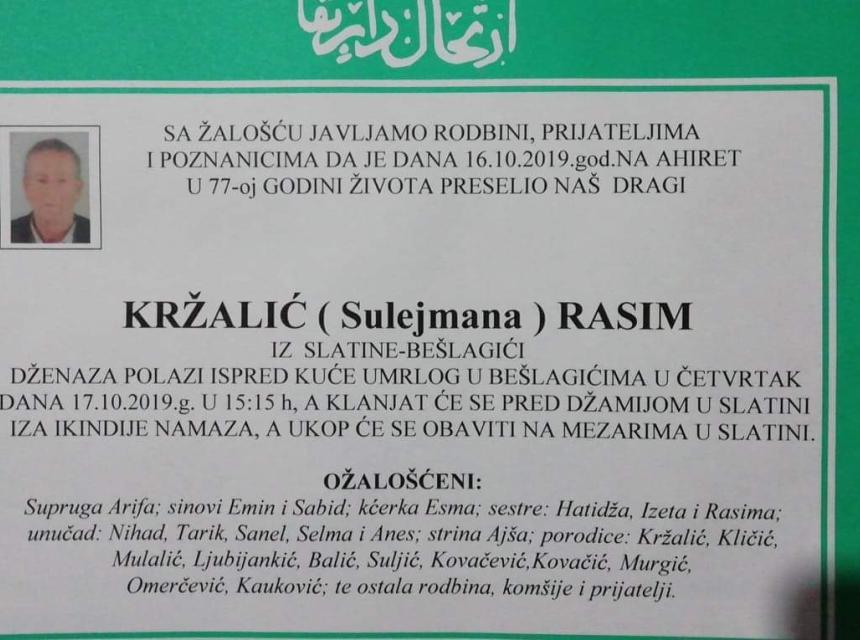 ارتحال دار بقا
SA ŽALOŠĆU JAVLJAMO RODBINI, PRIJATELJIMA
I POZNANICIMA DA JE DANA 16.10.2019.god.NA AHIRET
U 77-oj GODINI ŽIVOTA PRESELIO NAŠ DRAGI
KRŽALIĆ ( Sulejmana ) RASIM
IZ SLATINE-BEŠLAGIĆI
DŽENAZA POLAZI ISPRED KUĆE UMRLOG U BEŠLAGIĆIMA U ČETVRTAK
DANA 17.10.2019.g. U 15:15 h, A KLANJAT ĆE SE PRED DŽAMIJOM U SLATINI
IZA IKINDIJE NAMAZA, A UKOP ĆE SE OBAVITI NA MEZARIMA U SLATINI.
OŽALOŠĆENI:
Supruga Arifa; sinovi Emin i Sabid; kćerka Esma; sestre: Hatidža, Izeta i Rasima;
unučad: Nihad, Tarik, Sanel, Selma i Anes; strina Ajša; porodice: Kržalić, Kličić,
Mulalić, Ljubijankić, Balić, Suljić, Kovačević,Kovačić, Murgić,
Omerčević, Kauković; te ostala rodbina, komšije i prijatelji.